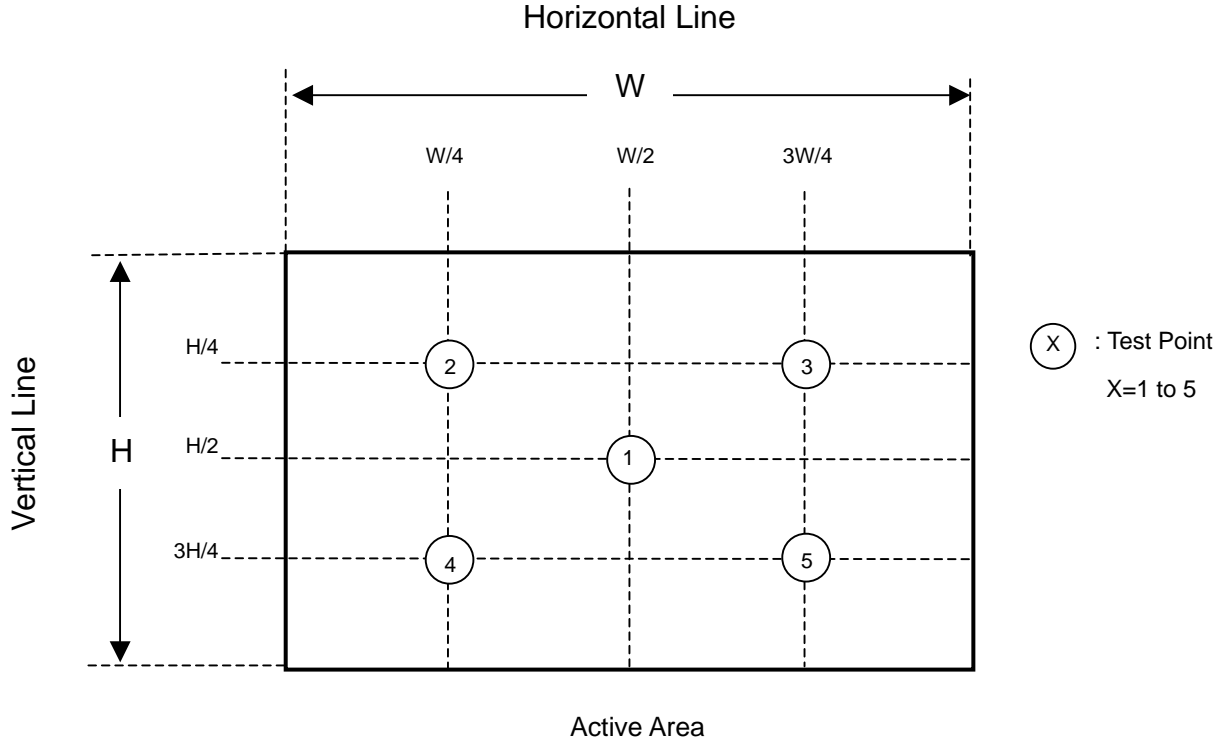 Horizontal Line
W
W/4 W/2 3W/4
H/4
2 3
: Test Point
X
X=1 to 5
Vertical Line
H
H/2
1
3H/4
4 5
Active Area